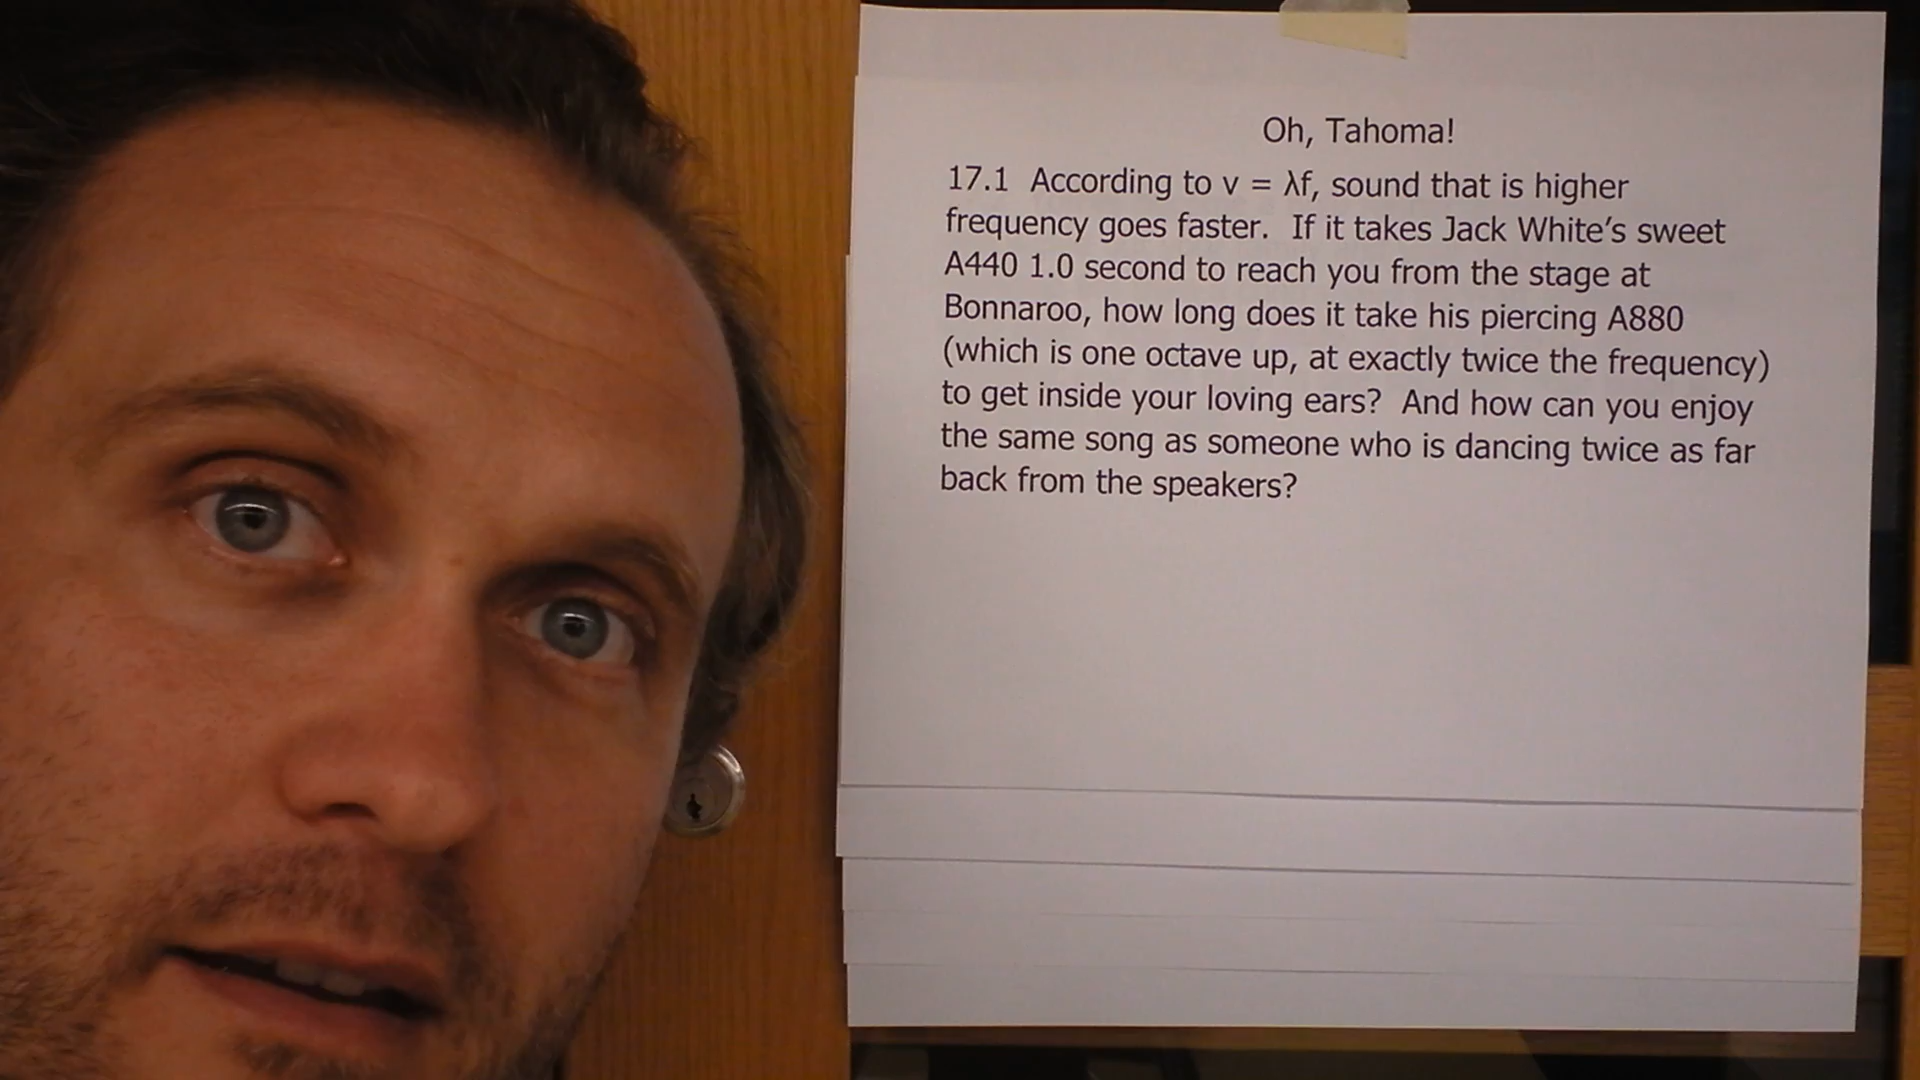 Oh, Tahoma!
17.1 According to v = λf, sound that is higher
frequency goes faster. If it takes Jack White's sweet
A440 1.0 second to reach you from the stage at
Bonnaroo, how long does it take his piercing A880
(which is one octave up, at exactly twice the frequency)
to get inside your loving ears? And how can you enjoy
the same song as someone who is dancing twice as far
back from the speakers?